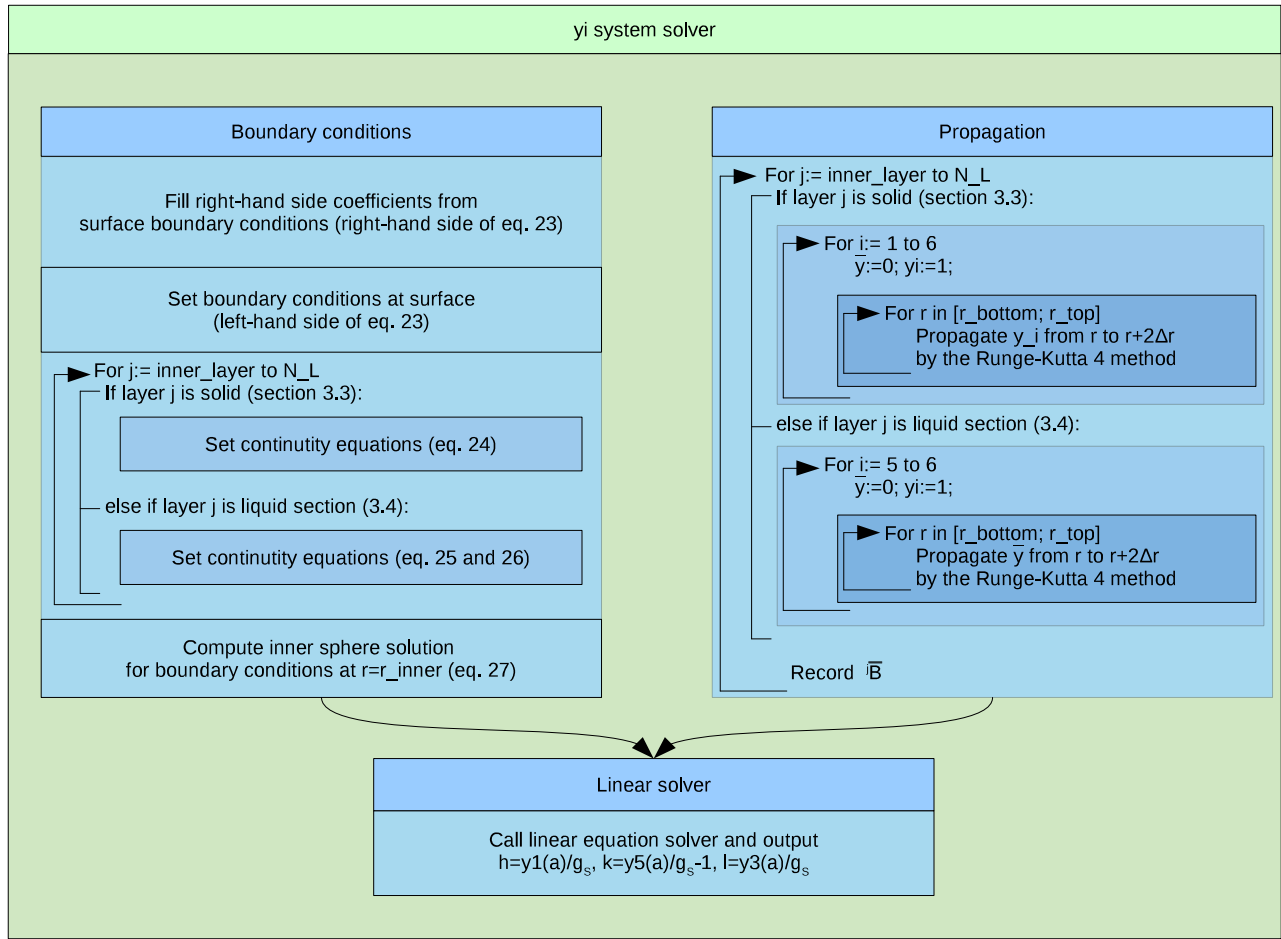 yi system solver
Boundary conditions
Fill right-hand side coefficients from
surface boundary conditions (right-hand side of eq. 23)
Set boundary conditions at surface
(left-hand side of eq. 23)
For j:= inner_layer to N_L
If layer j is solid (section 3.3):
Set continutity equations (eq. 24)
else if layer j is liquid section (3.4):
Set continutity equations (eq. 25 and 26)
Compute inner sphere solution
for boundary conditions at r=r_inner (eq. 27)
Propagation
For j:= inner_layer to N_L
If layer j is solid (section 3.3):
For i:= 1 to 6
y̅:=0; yi:=1;
For r in [r_bottom; r_top]
Propagate y_i from r to r+2Δr
by the Runge-Kutta 4 method
else if layer j is liquid section (3.4):
For i:= 5 to 6
y̅:=0; yi:=1;
For r in [r_bottom; r_top]
Propagate y̅ from r to r+2Δr
by the Runge-Kutta 4 method
Record ʲB̅
Linear solver
Call linear equation solver and output
h=y1(a)/gₛ, k=y5(a)/gₛ-1, l=y3(a)/gₛ